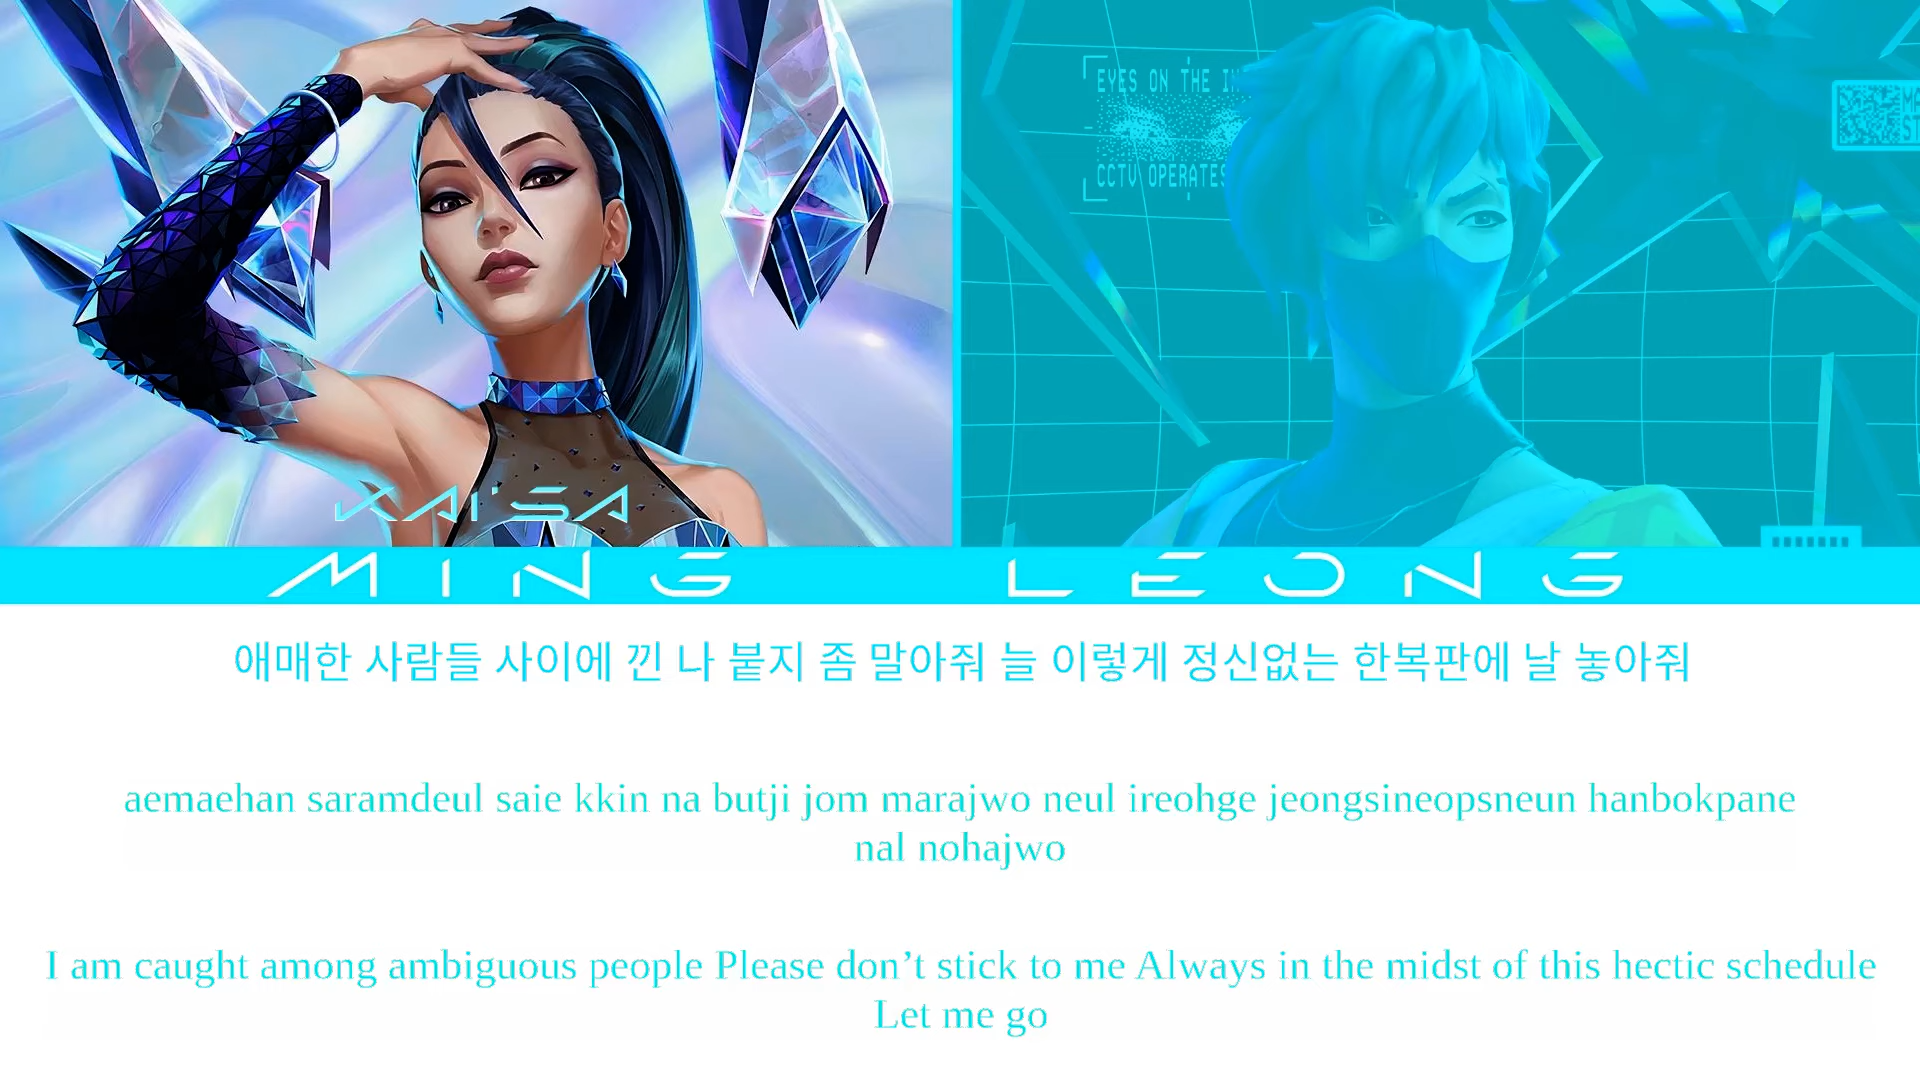 EYES ON THE
CCTV OPERATES
KAI'SA
MING LEONG
애매한 사람들 사이에 낀 나 붙지 좀 말아줘 늘 이렇게 정신없는 한복판에 날 놓아줘
aemaehan saramdeul saie kkin na butji jom marajwo neul ireohge jeongsineopsneun hanbokpane
nal nohajwo
I am caught among ambiguous people Please don’t stick to me Always in the midst of this hectic schedule
Let me go